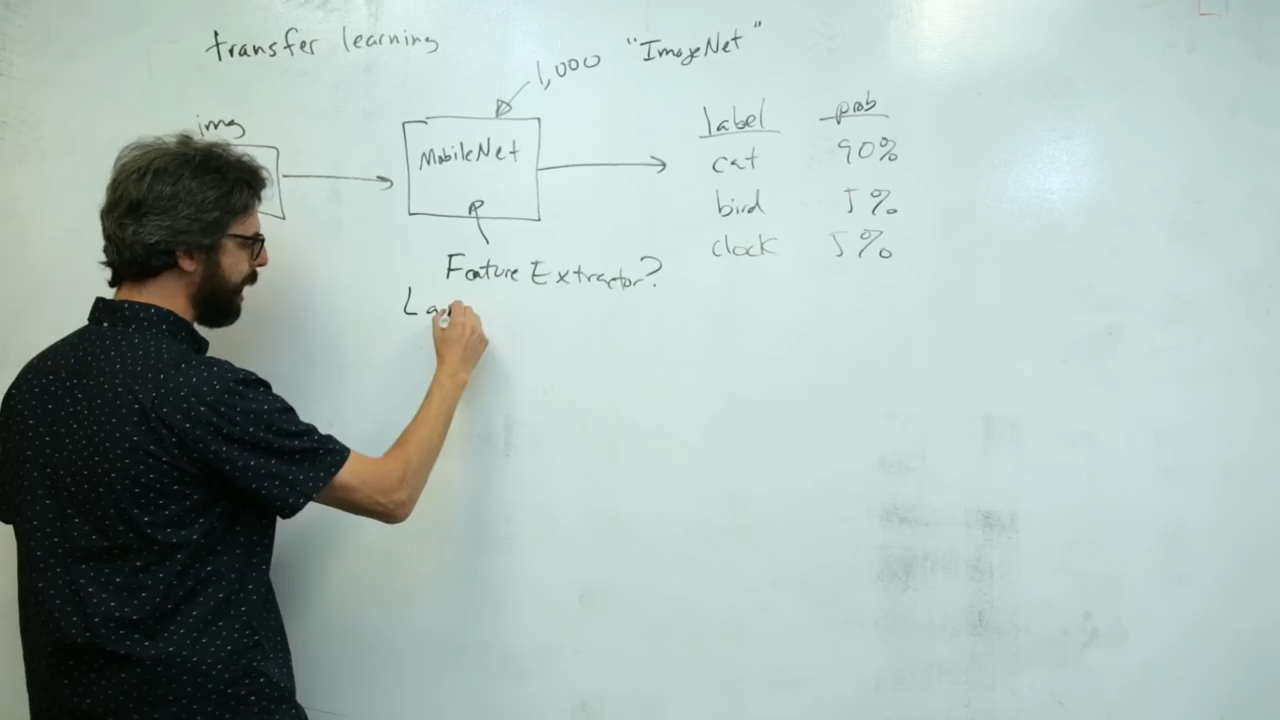 transfer learning
1,000 "ImageNet"
img
MobileNet
label prob
cat 90%
bird 5%
clock 5%
Feature Extractor?
La